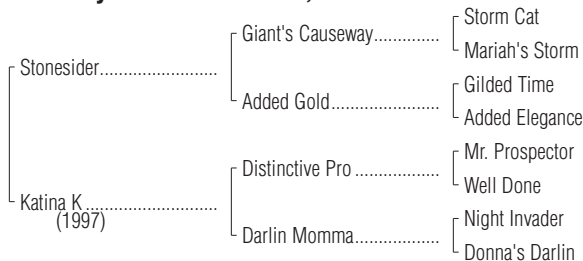 Storm Cat
Giant's Causeway
Mariah's Storm
Stonesider
Gilded Time
Added Gold
Added Elegance
Mr. Prospector
Distinctive Pro
Well Done
Katina K
(1997)
Night Invader
Darlin Momma
Donna's Darlin